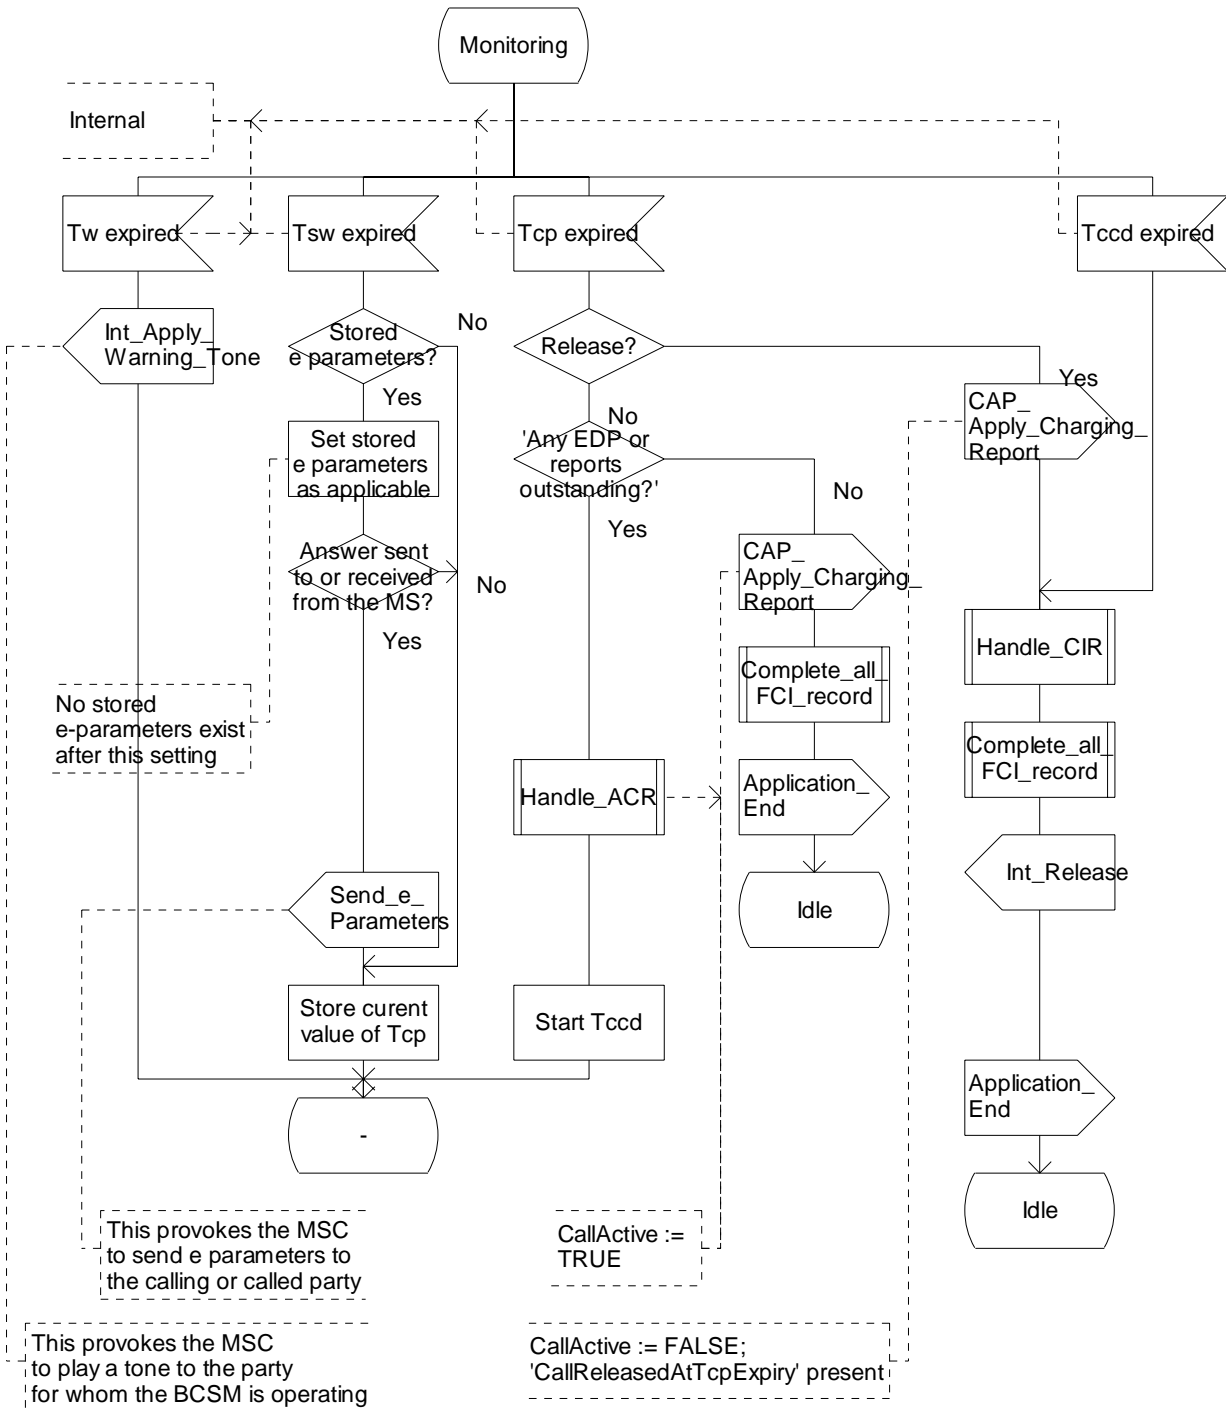 Monitoring
Internal
Tw expired
Tsw expired
Tcp expired
Tccd expired
Int_Apply_
Warning_Tone
Stored
e parameters?
No
Yes
Release?
Yes
No
CAP_
Apply_Charging_
Report
Set stored
e parameters
as applicable
'Any EDP or
reports
outstanding?'
No
Yes
Answer sent
to or received
from the MS?
No
Yes
CAP_
Apply_Charging_
Report
Handle_CIR
Complete_all_
FCI_record
No stored
e-parameters exist
after this setting
Complete_all_
FCI_record
Handle_ACR
Application_
End
Int_Release
Send_e_
Parameters
Idle
Store curent
value of Tcp
Start Tccd
Application_
End
-
Idle
This provokes the MSC
to send e parameters to
the calling or called party
CallActive :=
TRUE
This provokes the MSC
to play a tone to the party
for whom the BCSM is operating
CallActive := FALSE;
'CallReleasedAtTcpExpiry' present